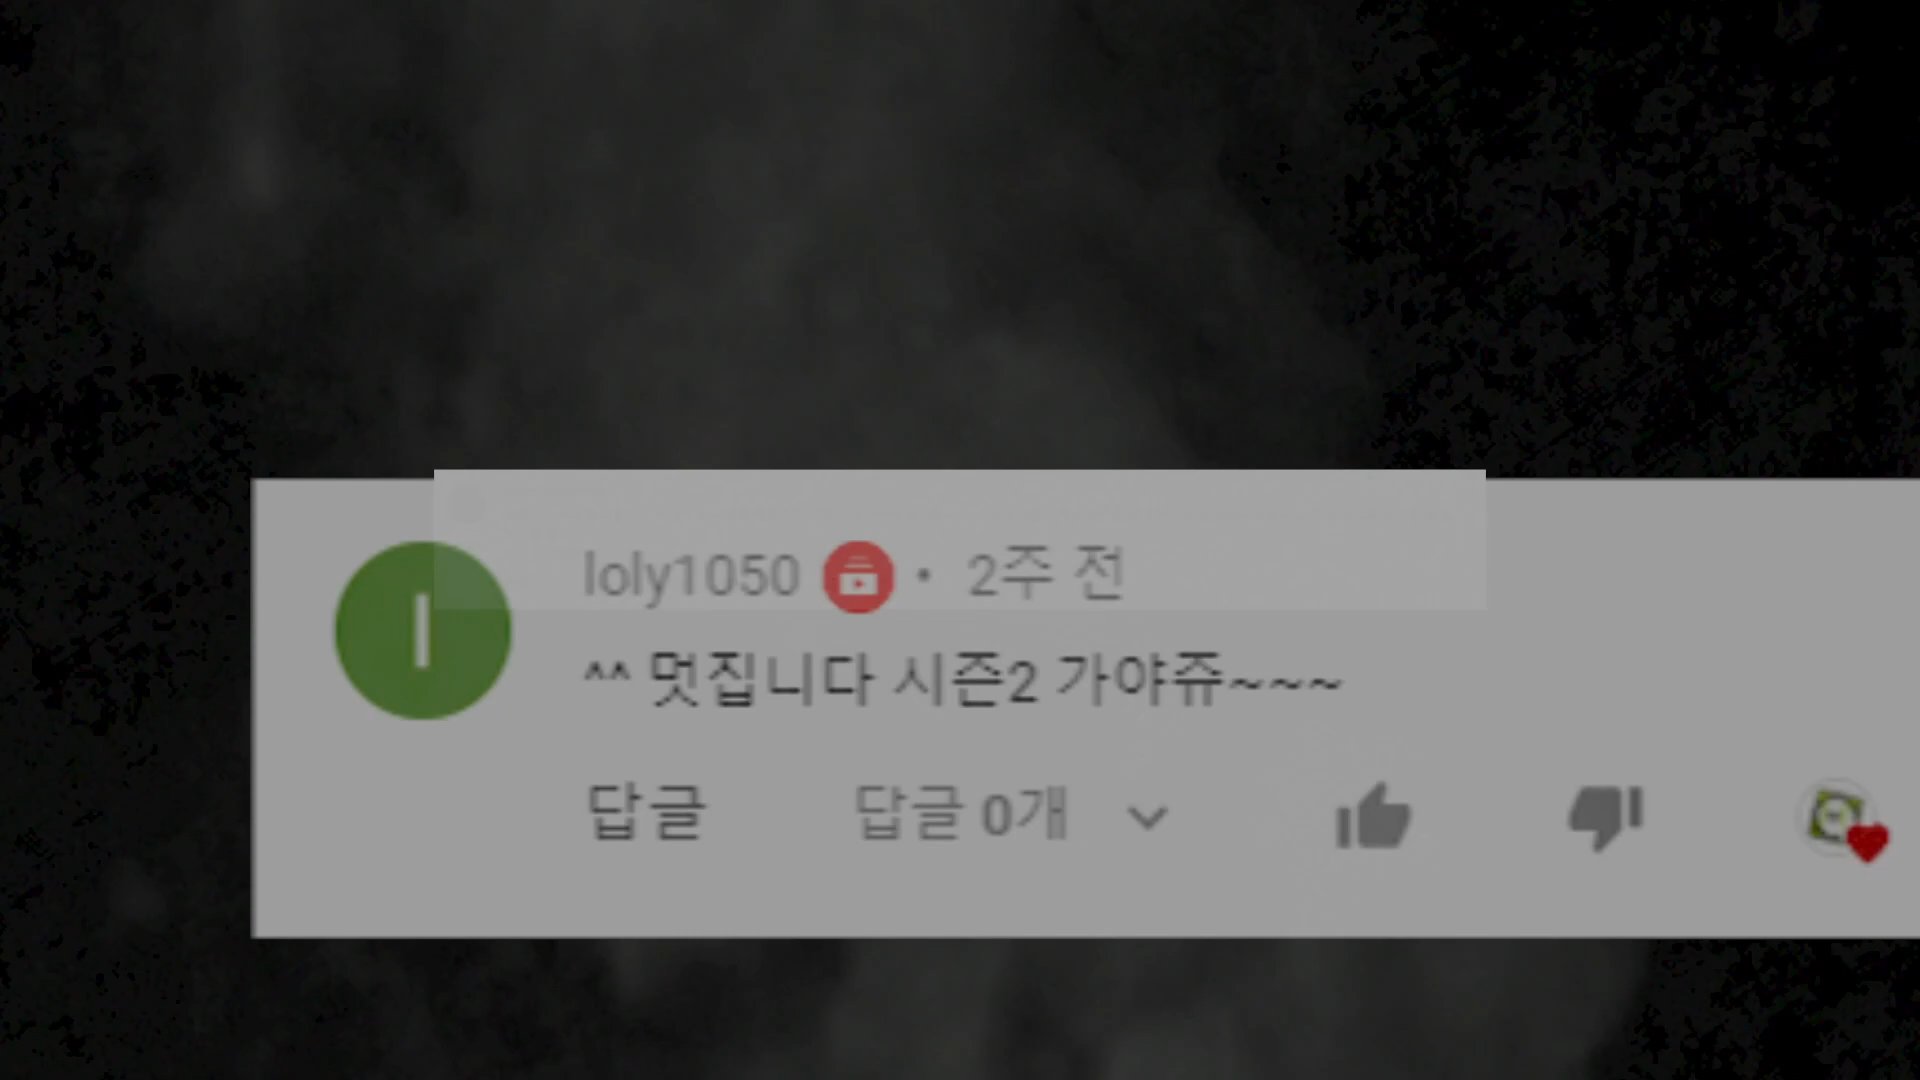 l
loly1050 • 2주 전
^^ 멋집니다 시즌2 가야쥬~~~
답글 답글 0개